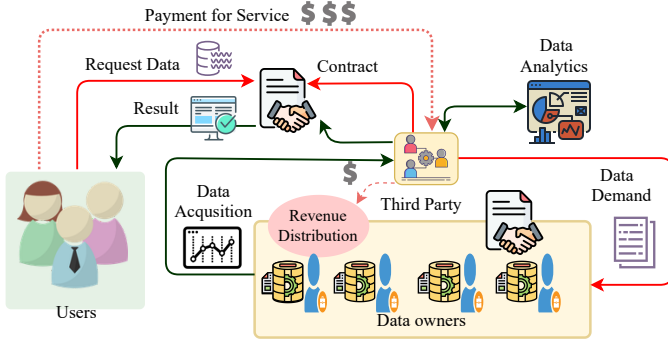 Payment for Service $ $$$
Request Data
Contract
Data
Analytics
Result
$
Data
Acqusition
Revenue
Distribution
Third Party
Data
Demand
Users
Data owners